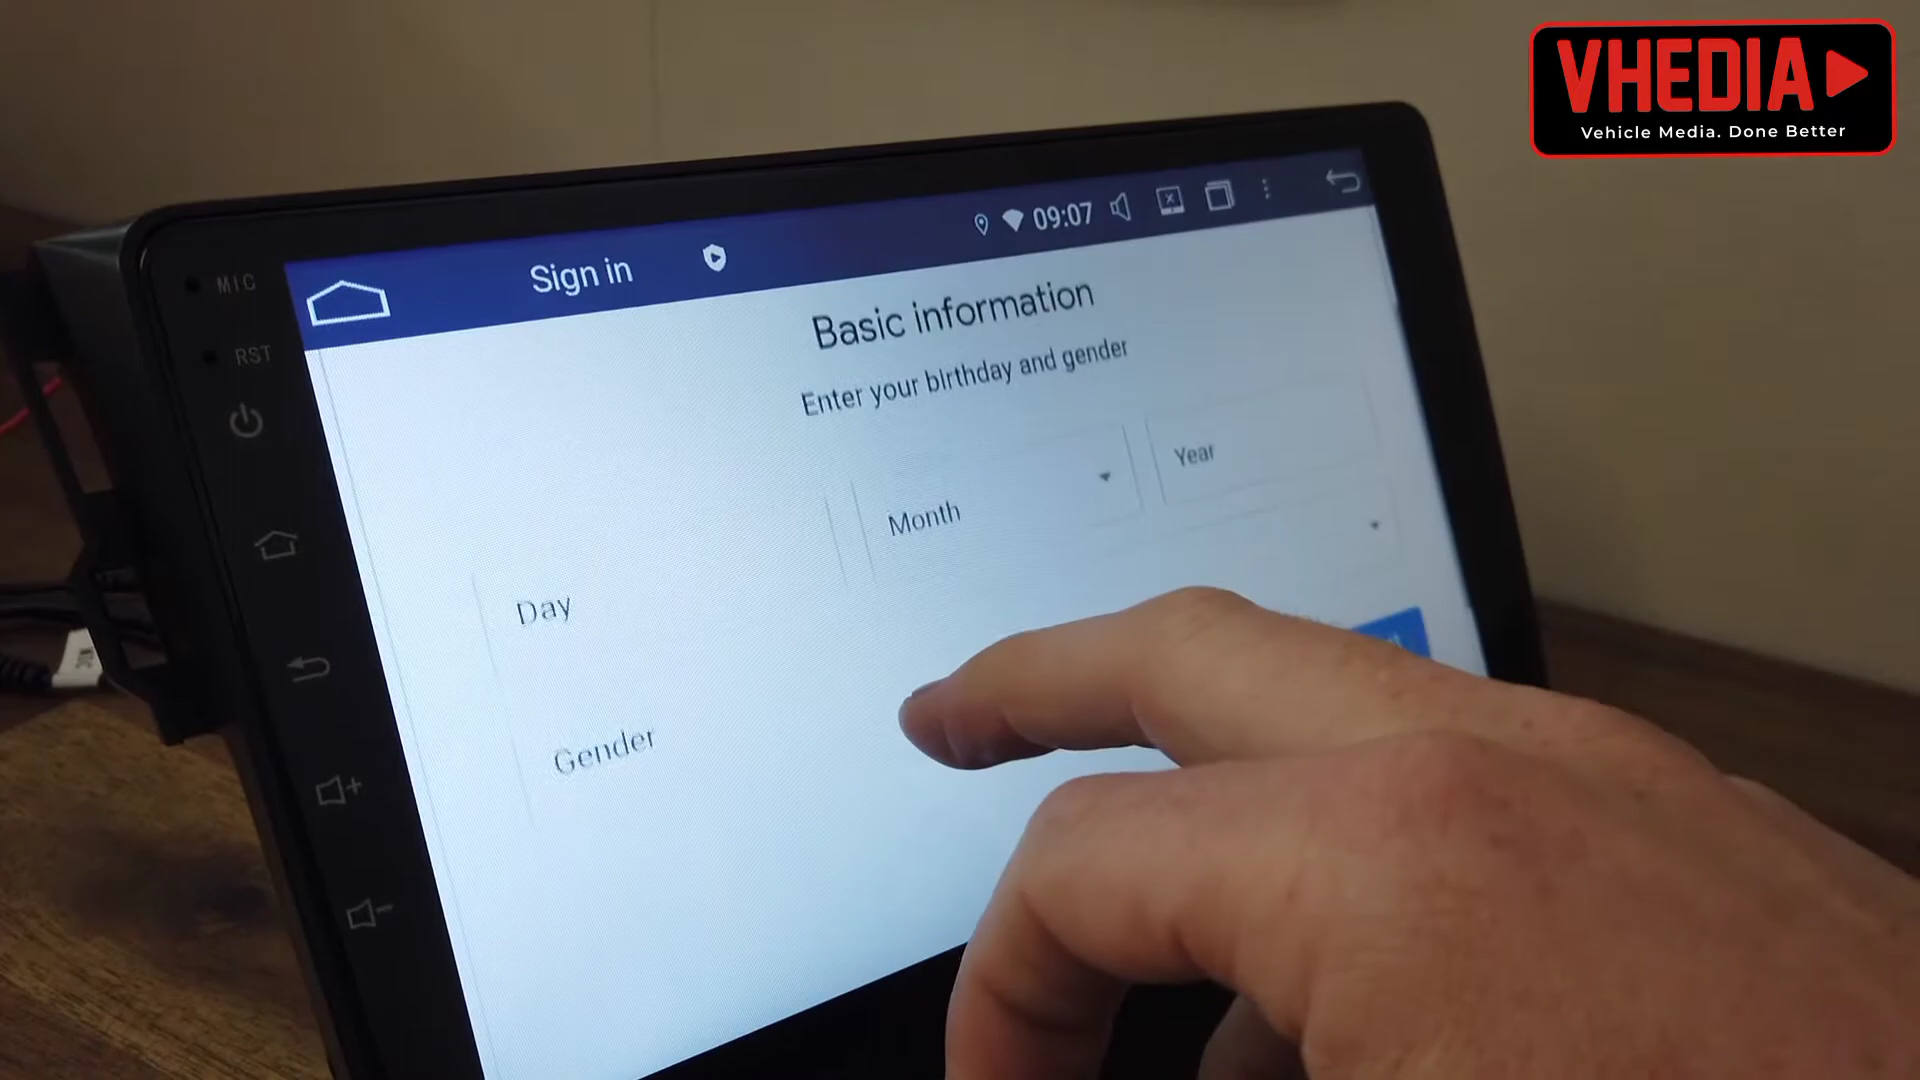 VHEDIA
Vehicle Media. Done Better
MIC
RST
Sign in
09:07
Basic information
Enter your birthday and gender
Day
Month
Year
Gender